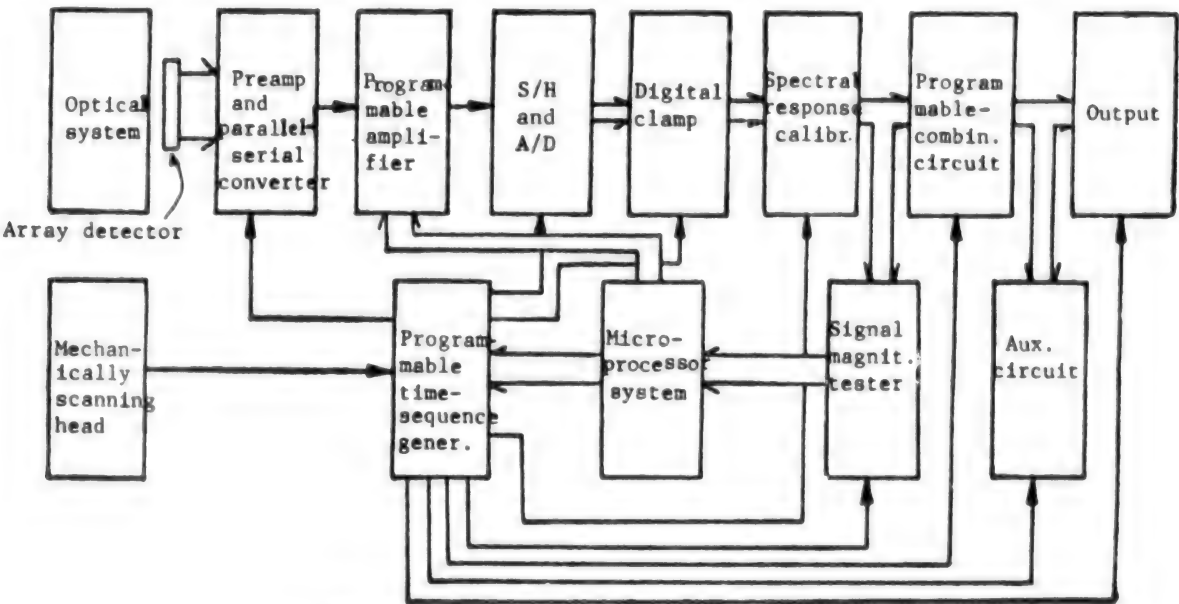 Optical
system
Array detector
Preamp
and
parallel-
serial
converter
Program-
mable
ampli-
fier
S/H
and
A/D
Digital
clamp
Spectral
response
calibr.
Program
mable-
combin.
circuit
Output
Mechan-
ically
scanning
head
Program-
mable
time-
sequence
gener.
Micro-
processor
system
Signal
magnit.
tester
Aux.
circuit